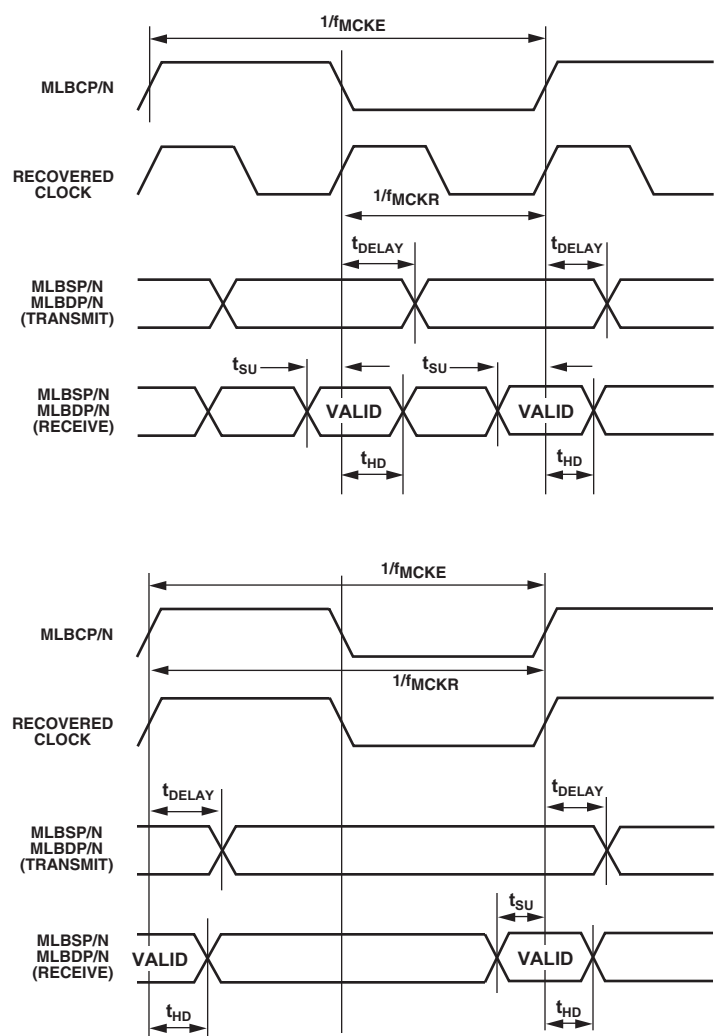 1/fMCKE
MLBCP/N
RECOVERED
CLOCK
1/fMCKR
tDELAY
tDELAY
MLBSP/N
MLBDP/N
(TRANSMIT)
tSU
tSU
MLBSP/N
MLBDP/N
(RECEIVE)
VALID
VALID
tHD
tHD
1/fMCKE
MLBCP/N
1/fMCKR
RECOVERED
CLOCK
tDELAY
tDELAY
MLBSP/N
MLBDP/N
(TRANSMIT)
tSU
MLBSP/N
MLBDP/N
(RECEIVE)
VALID
VALID
tHD
tHD